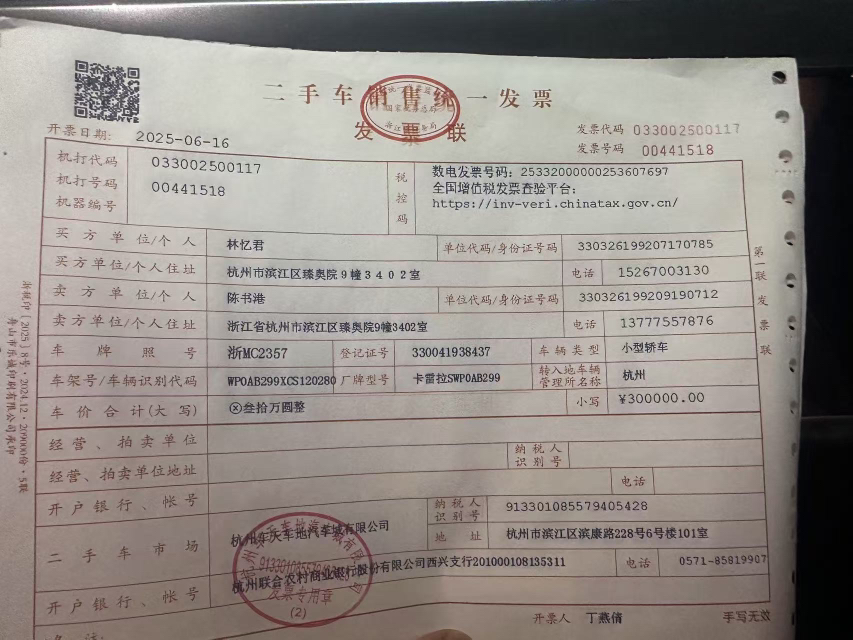 二手车销售统一发票
发票联
开票日期: 2025-06-16
发票代码 033002500117
发票号码 00441518
机打代码 033002500117
机打号码 00441518
机器编号
税控码
数电发票号码: 25332000000253607697
全国增值税发票查验平台:
https://inv-veri.chinatax.gov.cn/
买方单位/个人 林忆君 单位代码/身份证号码 330326199207170785
买方单位/个人住址 杭州市滨江区臻奥院9幢3402室 电话 15267003130
卖方单位/个人 陈书港 单位代码/身份证号码 330326199209190712
卖方单位/个人住址 浙江省杭州市滨江区臻奥院9幢3402室 电话 13777557876
车牌照号 浙MC2357 登记证号 330041938437 车辆类型 小型轿车
车架号/车辆识别代码 WP0AB299XCS120280 厂牌型号 卡雷拉SWP0AB299 转入地车辆管理所名称 杭州
车价合计(大写) ⊗叁拾万圆整 小写 ¥300000.00
经营、拍卖单位 纳税人识别号
经营、拍卖单位地址 电话
开户银行、帐号 纳税人识别号 913301085579405428
二手车市场 杭州车天车地汽车城有限公司 地址 杭州市滨江区滨康路228号6号楼101室
开户银行、帐号 杭州联合农村商业银行股份有限公司西兴支行201000108135311 电话 0571-85819907
开票人 丁燕倩 手写无效
备注:
第一联 发票联
发票专用章
(2)